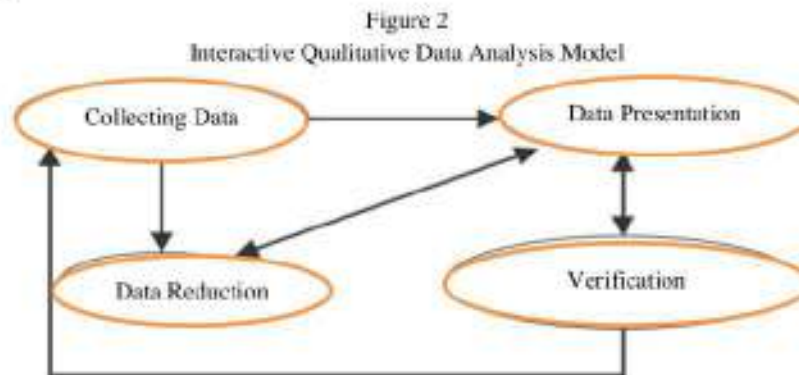 Figure 2
Interactive Qualitative Data Analysis Model
Collecting Data
Data Presentation
Data Reduction
Verification